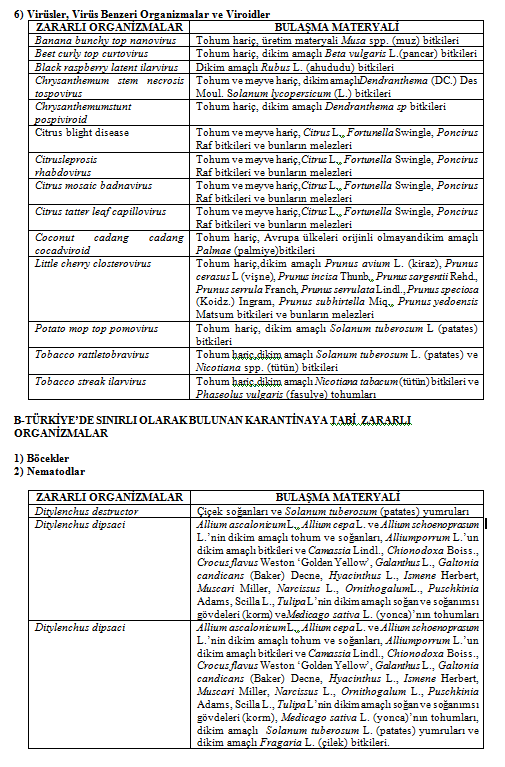 6) Virüsler, Virüs Benzeri Organizmalar ve Viroidler
ZARARLI ORGANİZMALAR BULAŞMA MATERYALİ
Banana bunchy top nanovirus Tohum hariç, üretim materyali Musa spp. (muz) bitkileri
Beet curly top curtovirus Tohum hariç, dikim amaçlı Beta vulgaris L.(pancar) bitkileri
Black raspberry latent ilarvirus Dikim amaçlı Rubus L. (ahududu) bitkileri
Chrysanthemum stem necrosis tospovirus Tohum ve meyve hariç, dikim amaçlıDendranthema (DC.) Des
Moul. Solanum lycopersicum (L.) bitkileri
Chrysanthemumstunt pospiviroid Tohum hariç, dikim amaçlı Dendranthema sp bitkileri
Citrus blight disease Tohum ve meyve hariç, Citrus L., Fortunella Swingle, Poncirus
Raf bitkileri ve bunların melezleri
Citrusleprosis rhabdovirus Tohum ve meyve hariç,Citrus L., Fortunella Swingle, Poncirus
Raf bitkileri ve bunların melezleri
Citrus mosaic badnavirus Tohum ve meyve hariç,Citrus L., Fortunella Swingle, Poncirus
Raf bitkileri ve bunların melezleri
Citrus tatter leaf capillovirus Tohum ve meyve hariç,Citrus L., Fortunella Swingle, Poncirus
Raf bitkileri ve bunların melezleri
Coconut cadang cadang cocadviroid Tohum hariç, Avrupa ülkeleri orijinli olmayandikim amaçlı
Palmae (palmiye)bitkileri
Little cherry closterovirus Tohum hariç,dikim amaçlı Prunus avium L. (kiraz), Prunus
cerasus L (vişne), Prunus incisa Thunb., Prunus sargentii Rehd.,
Prunus serrula Franch, Prunus serrulata Lindl., Prunus speciosa
(Koidz.) Ingram, Prunus subhirtella Miq., Prunus yedoensis
Matsum bitkileri ve bunların melezleri
Potato mop top pomovirus Tohum hariç, dikim amaçlı Solanum tuberosum L (patates)
bitkileri
Tobacco rattletobravirus Tohum hariç,dikim amaçlı Solanum tuberosum L. (patates) ve
Nicotiana spp. (tütün) bitkileri
Tobacco streak ilarvirus Tohum hariç,dikim amaçlı Nicotiana tabacum(tütün) bitkileri ve
Phaseolus vulgaris (fasulye) tohumları
B-TÜRKİYE'DE SINIRLI OLARAK BULUNAN KARANTİNAYA TABİ ZARARLI
ORGANİZMALAR
1) Böcekler
2) Nematodlar
ZARARLI ORGANİZMALAR BULAŞMA MATERYALİ
Ditylenchus destructor Çiçek soğanları ve Solanum tuberosum (patates) yumruları
Ditylenchus dipsaci Allium ascalonicum L., Allium cepa L. ve Allium schoenoprasum
L.'nin dikim amaçlı tohum ve soğanları, Alliumporrum L.'un
dikim amaçlı bitkileri ve Camassia Lindl., Chionodoxa Boiss.,
Crocus flavus Weston 'Golden Yellow', Galanthus L., Galtonia
candicans (Baker) Decne, Hyacinthus L., Ismene Herbert,
Muscari Miller, Narcissus L., OrnithogalumL., Puschkinia
Adams, Scilla L., Tulipa L'nin dikim amaçlı soğan ve soğanımsı
gövdeleri (korm) veMedicago sativa L. (yonca)'nın tohumları
Ditylenchus dipsaci Allium ascalonicum L., Allium cepa L. ve Allium schoenoprasum
L.'nin dikim amaçlı tohum ve soğanları, Alliumporrum L.'un
dikim amaçlı bitkileri ve Camassia Lindl., Chionodoxa Boiss.,
Crocus flavus Weston 'Golden Yellow', Galanthus L., Galtonia
candicans (Baker) Decne, Hyacinthus L., Ismene Herbert,
Muscari Miller, Narcissus L., Ornithogalum L., Puschkinia
Adams, Scilla L., Tulipa L'nin dikim amaçlı soğan ve soğanımsı
gövdeleri (korm), Medicago sativa L. (yonca)'nın tohumları,
dikim amaçlı Solanum tuberosum L. (patates) yumruları ve
dikim amaçlı Fragaria L. (çilek) bitkileri.